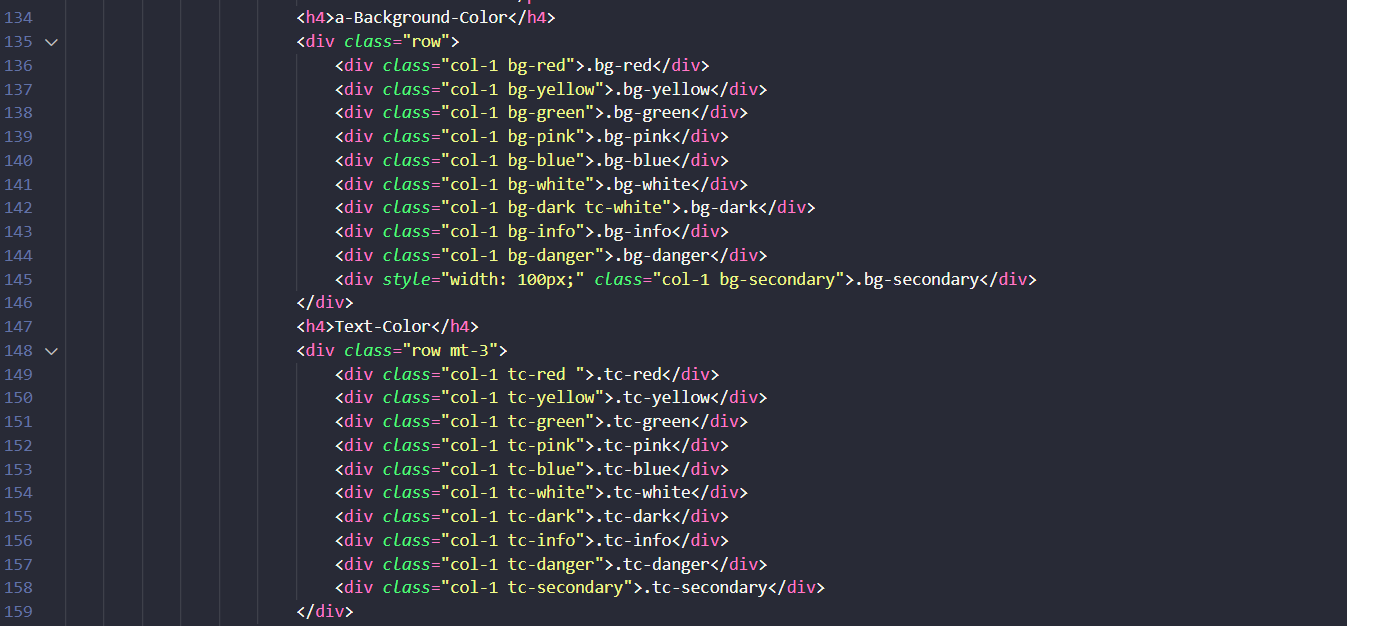 134 <h4>a-Background-Color</h4>
135 <div class="row">
136 <div class="col-1 bg-red">.bg-red</div>
137 <div class="col-1 bg-yellow">.bg-yellow</div>
138 <div class="col-1 bg-green">.bg-green</div>
139 <div class="col-1 bg-pink">.bg-pink</div>
140 <div class="col-1 bg-blue">.bg-blue</div>
141 <div class="col-1 bg-white">.bg-white</div>
142 <div class="col-1 bg-dark tc-white">.bg-dark</div>
143 <div class="col-1 bg-info">.bg-info</div>
144 <div class="col-1 bg-danger">.bg-danger</div>
145 <div style="width: 100px;" class="col-1 bg-secondary">.bg-secondary</div>
146 </div>
147 <h4>Text-Color</h4>
148 <div class="row mt-3">
149 <div class="col-1 tc-red ">.tc-red</div>
150 <div class="col-1 tc-yellow">.tc-yellow</div>
151 <div class="col-1 tc-green">.tc-green</div>
152 <div class="col-1 tc-pink">.tc-pink</div>
153 <div class="col-1 tc-blue">.tc-blue</div>
154 <div class="col-1 tc-white">.tc-white</div>
155 <div class="col-1 tc-dark">.tc-dark</div>
156 <div class="col-1 tc-info">.tc-info</div>
157 <div class="col-1 tc-danger">.tc-danger</div>
158 <div class="col-1 tc-secondary">.tc-secondary</div>
159 </div>